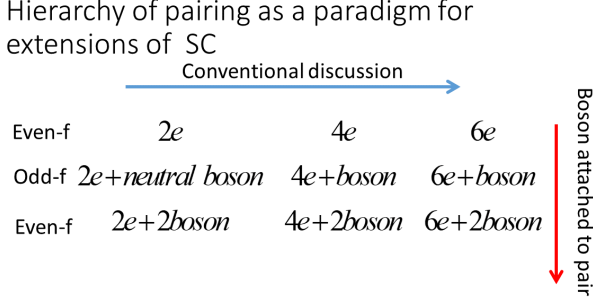 Hierarchy of pairing as a paradigm for
extensions of SC
Conventional discussion
Even-f 2e 4e 6e
Odd-f 2e+neutral boson 4e+boson 6e+boson
Even-f 2e+2boson 4e+2boson 6e+2boson
Boson attached to pair